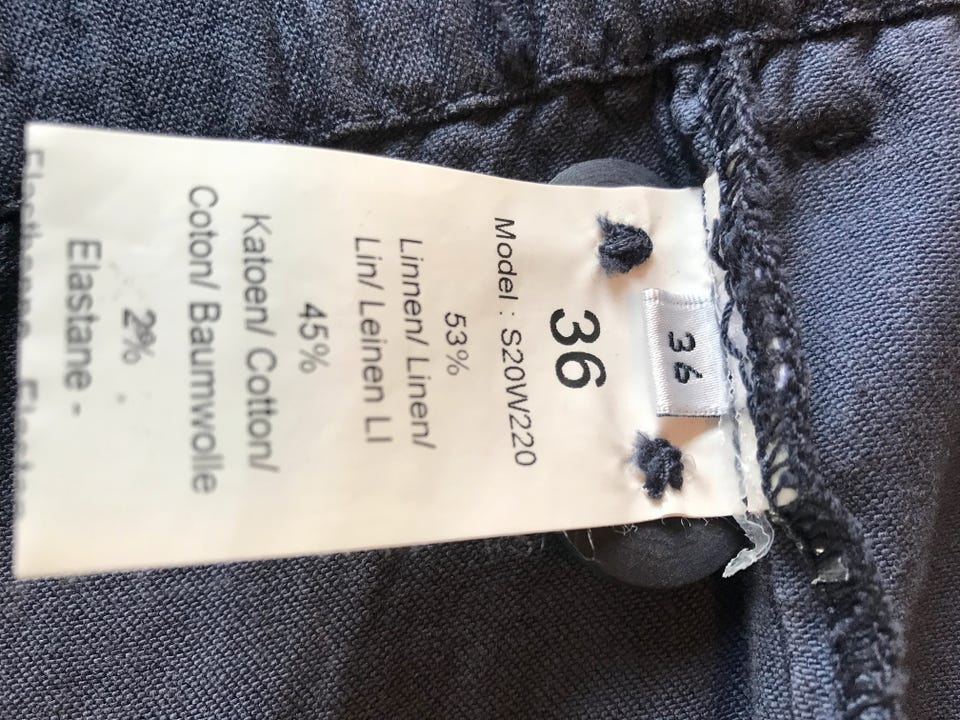 36
36
Model : S20W220
53%
Linnen/ Linen/
Lin/ Leinen LI
45%
Katoen/ Cotton/
Coton/ Baumwolle
2%
Elastane -